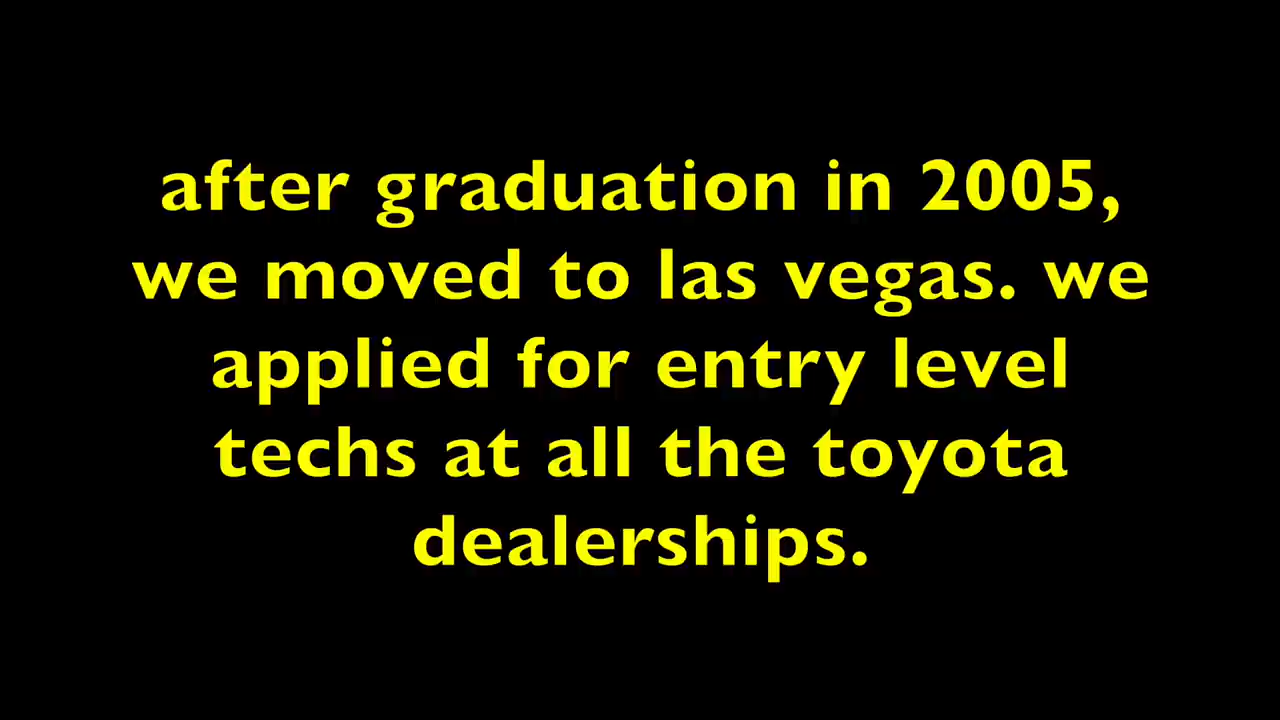 after graduation in 2005,
we moved to las vegas. we
applied for entry level
techs at all the toyota
dealerships.